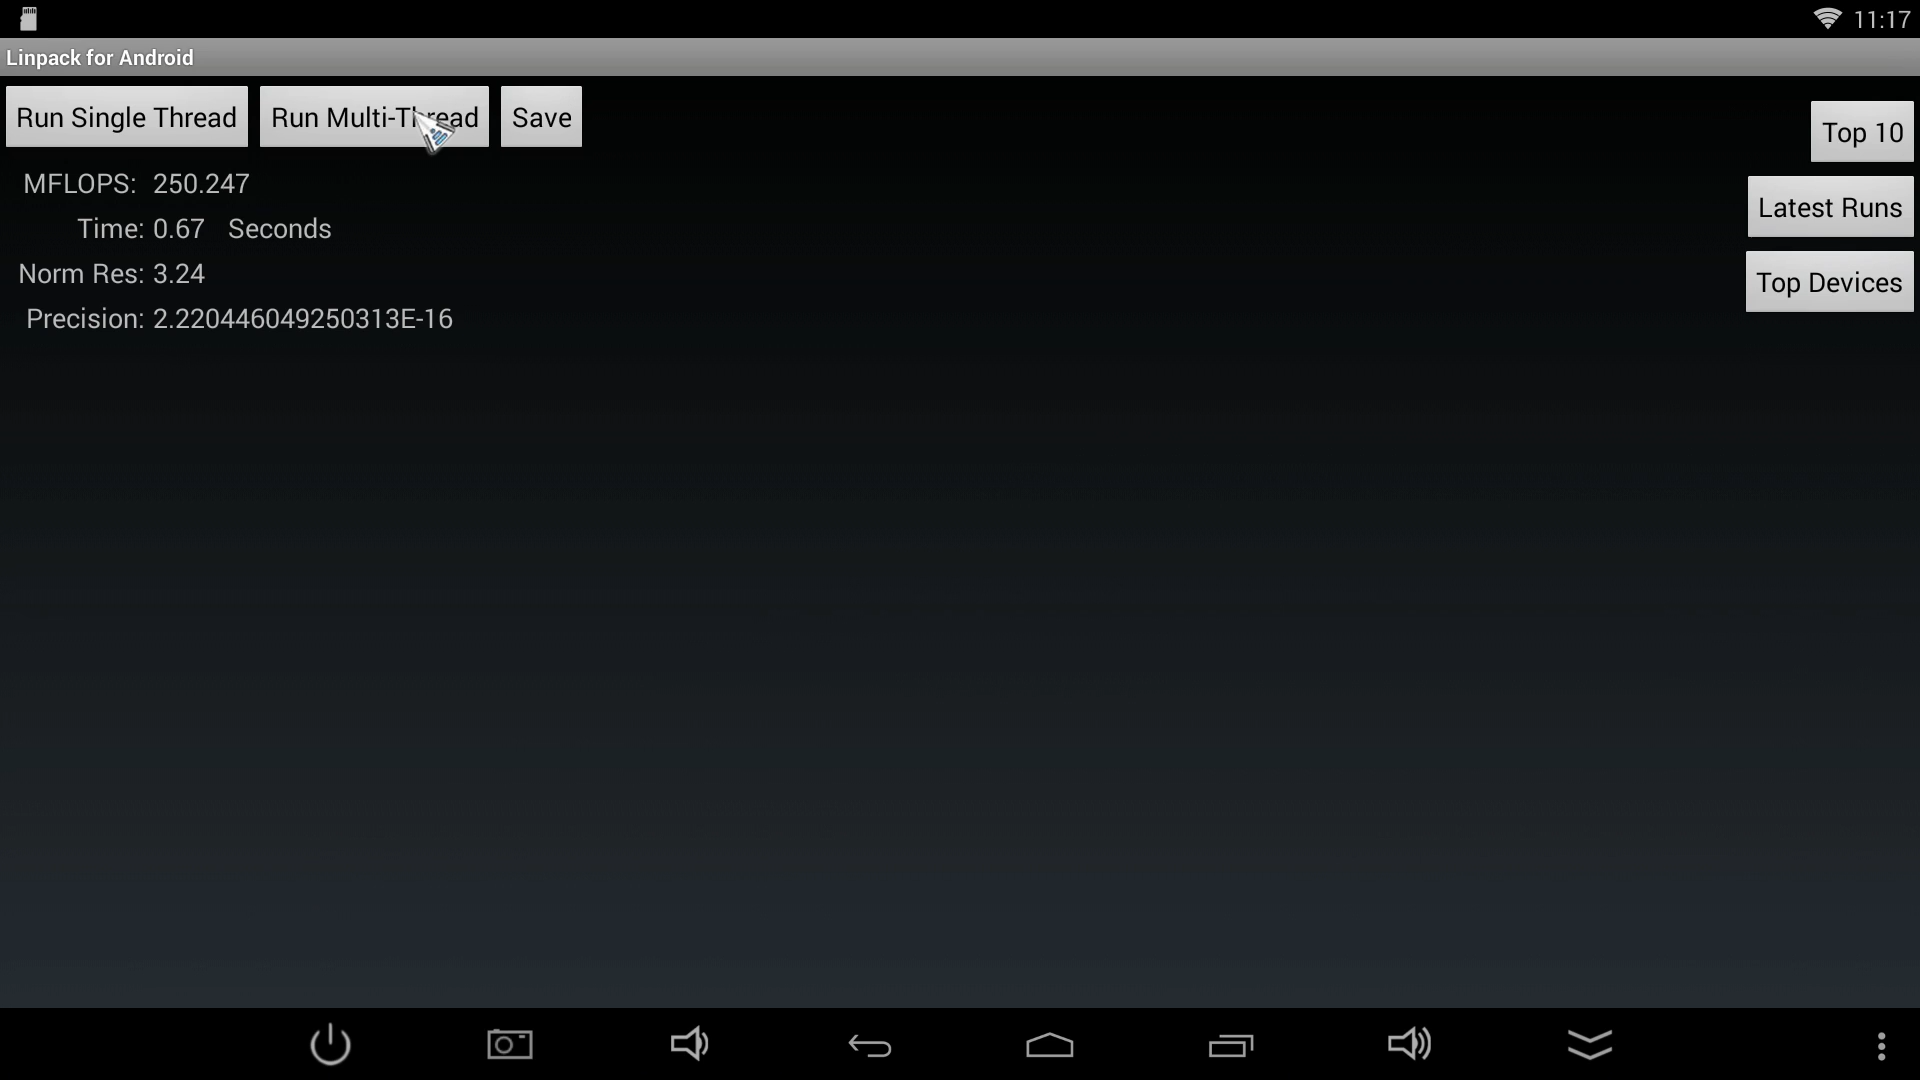 11:17
Linpack for Android
Run Single Thread Run Multi-Thread Save
Top 10
MFLOPS: 250.247
Latest Runs
Time: 0.67 Seconds
Norm Res: 3.24
Top Devices
Precision: 2.220446049250313E-16